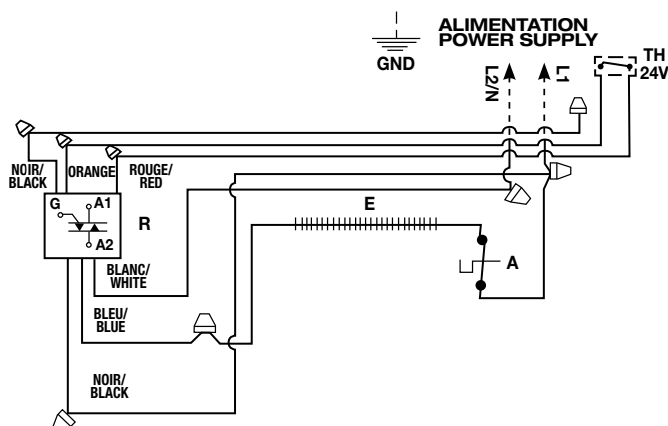 ALIMENTATION
POWER SUPPLY
GND
L2/N
L1
TH
24V
NOIR/
BLACK
ORANGE
ROUGE/
RED
G
A1
A2
R
E
A
BLANC/
WHITE
BLEU/
BLUE
NOIR/
BLACK